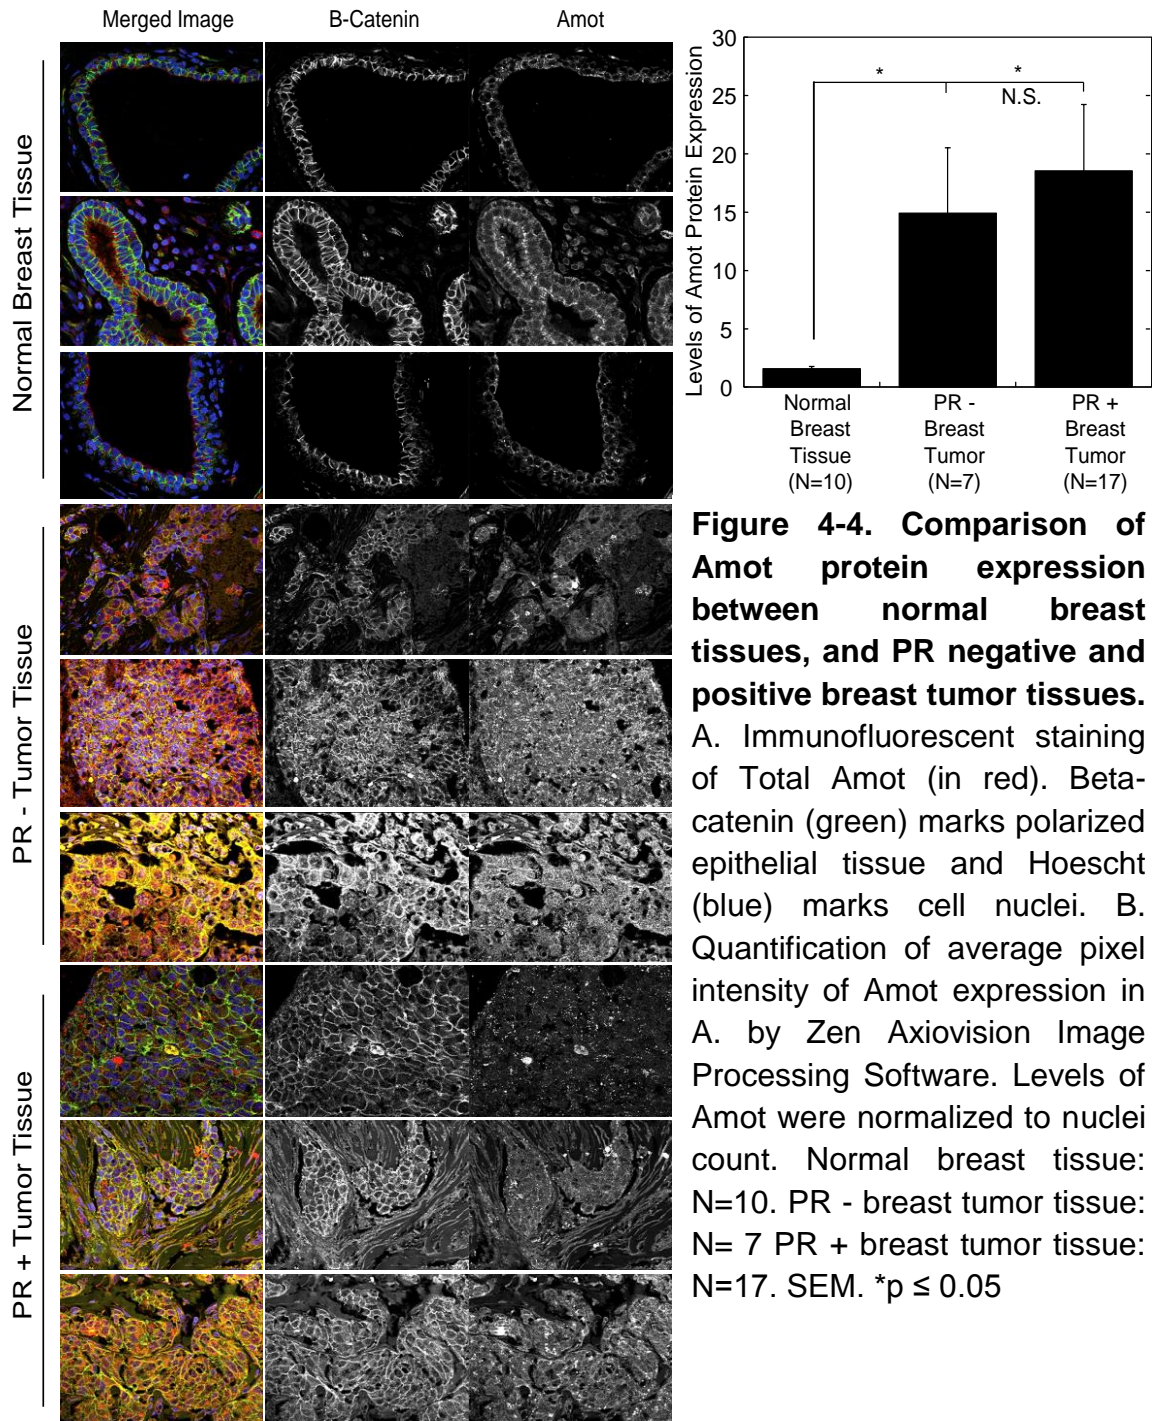 Merged Image
B-Catenin
Amot
Normal Breast Tissue
PR - Tumor Tissue
PR + Tumor Tissue
Levels of Amot Protein Expression
30
25
20
15
10
5
0
*
*
N.S.
Normal
Breast
Tissue
(N=10)
PR -
Breast
Tumor
(N=7)
PR +
Breast
Tumor
(N=17)
Figure 4-4. Comparison of
Amot protein expression
between normal breast
tissues, and PR negative and
positive breast tumor tissues.
A. Immunofluorescent staining
of Total Amot (in red). Beta-
catenin (green) marks polarized
epithelial tissue and Hoescht
(blue) marks cell nuclei. B.
Quantification of average pixel
intensity of Amot expression in
A. by Zen Axiovision Image
Processing Software. Levels of
Amot were normalized to nuclei
count. Normal breast tissue:
N=10. PR - breast tumor tissue:
N= 7 PR + breast tumor tissue:
N=17. SEM. *p ≤ 0.05